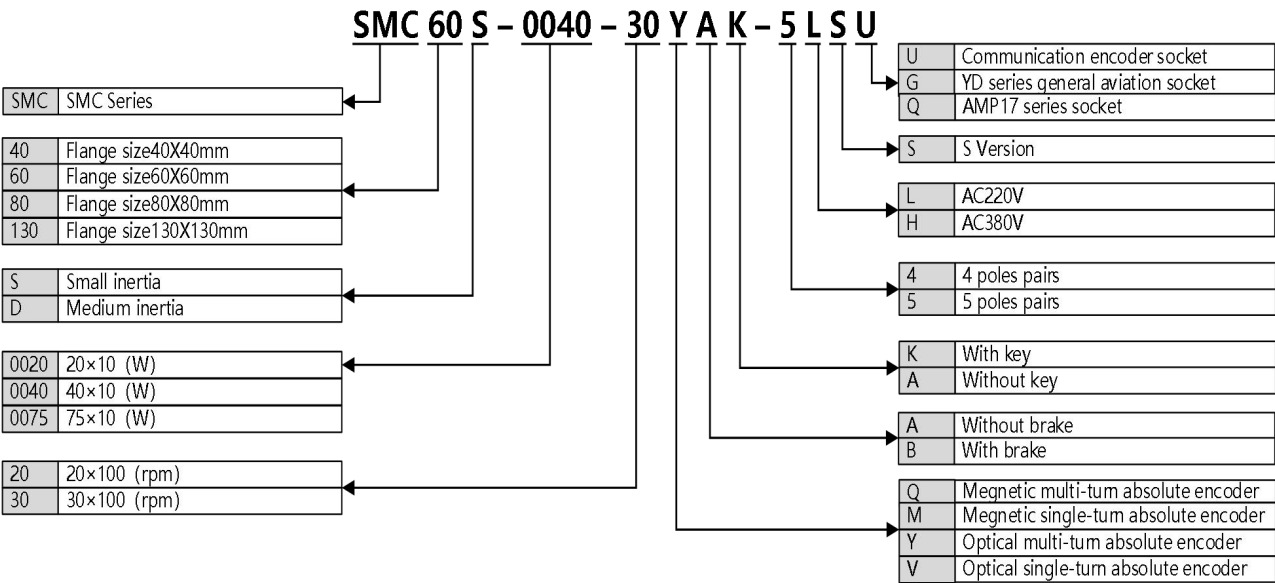 SMC 60 S – 0040 – 30 Y A K – 5 L S U
SMC SMC Series
40 Flange size40X40mm
60 Flange size60X60mm
80 Flange size80X80mm
130 Flange size130X130mm
S Small inertia
D Medium inertia
0020 20×10 (W)
0040 40×10 (W)
0075 75×10 (W)
20 20×100 (rpm)
30 30×100 (rpm)
U Communication encoder socket
G YD series general aviation socket
Q AMP17 series socket
S S Version
L AC220V
H AC380V
4 4 poles pairs
5 5 poles pairs
K With key
A Without key
A Without brake
B With brake
Q Megnetic multi-turn absolute encoder
M Megnetic single-turn absolute encoder
Y Optical multi-turn absolute encoder
V Optical single-turn absolute encoder